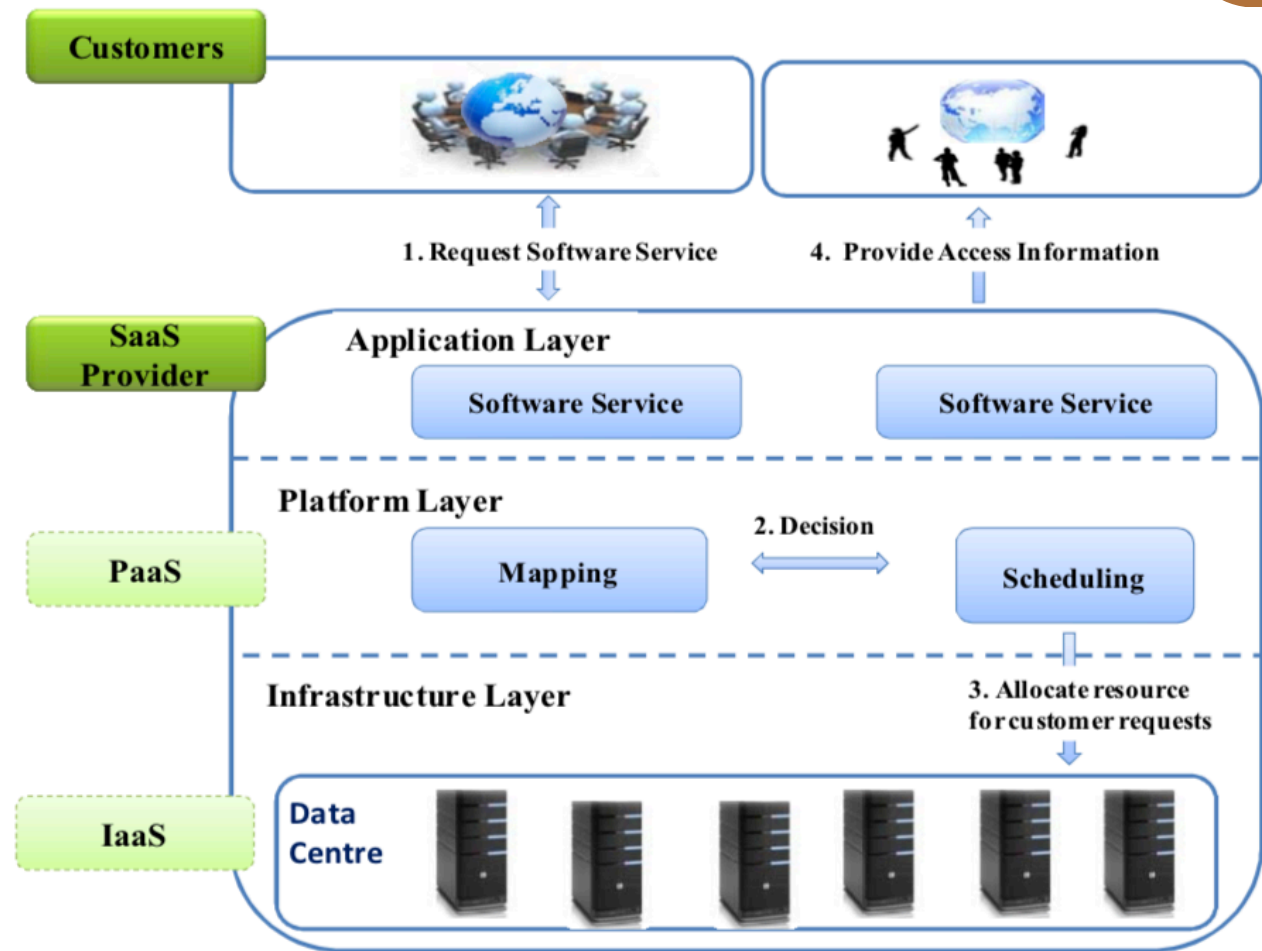 Customers
1. Request Software Service
4. Provide Access Information
SaaS
Provider
Application Layer
Software Service
Software Service
Platform Layer
PaaS
Mapping
2. Decision
Scheduling
Infrastructure Layer
3. Allocate resource
for customer requests
IaaS
Data
Centre